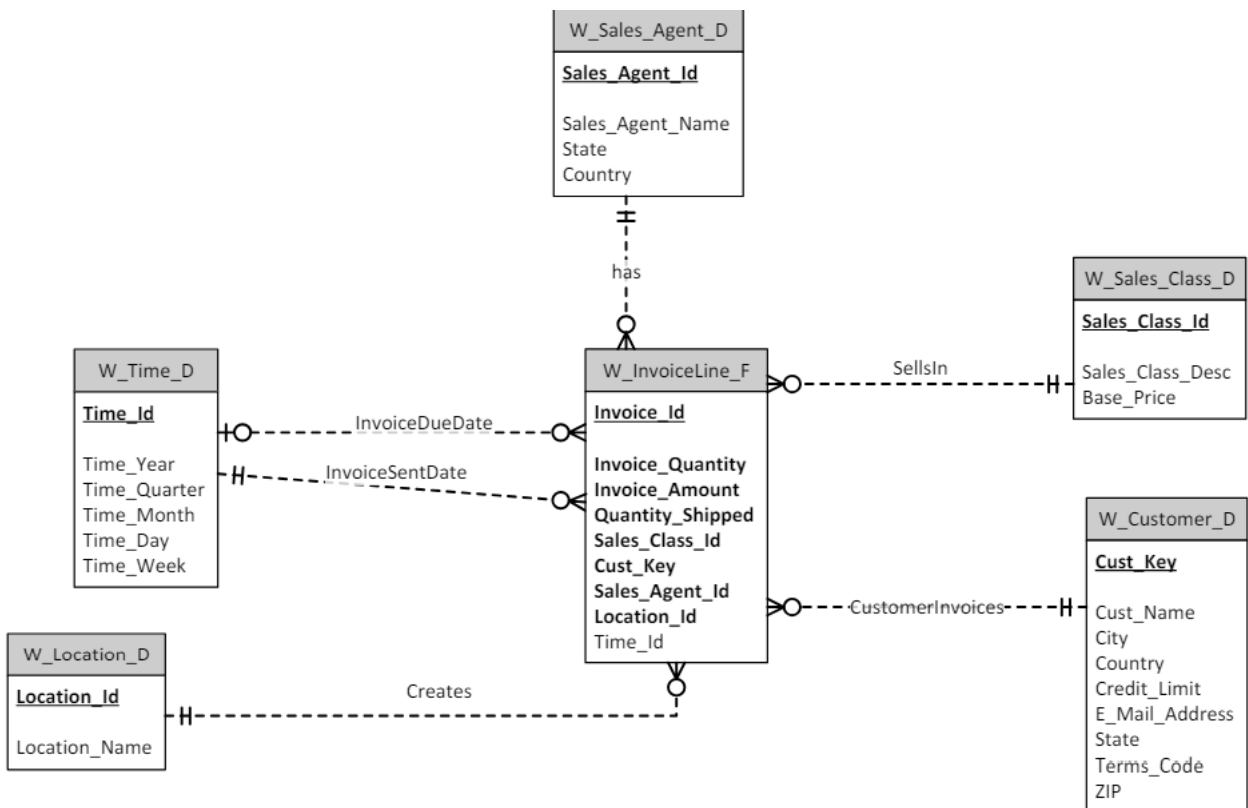 W_Sales_Agent_D
Sales_Agent_Id
Sales_Agent_Name
State
Country
has
W_Sales_Class_D
Sales_Class_Id
Sales_Class_Desc
Base_Price
SellsIn
W_Time_D
Time_Id
Time_Year
Time_Quarter
Time_Month
Time_Day
Time_Week
InvoiceDueDate
InvoiceSentDate
W_InvoiceLine_F
Invoice_Id
Invoice_Quantity
Invoice_Amount
Quantity_Shipped
Sales_Class_Id
Cust_Key
Sales_Agent_Id
Location_Id
Time_Id
W_Customer_D
Cust_Key
Cust_Name
City
Country
Credit_Limit
E_Mail_Address
State
Terms_Code
ZIP
CustomerInvoices
W_Location_D
Location_Id
Location_Name
Creates